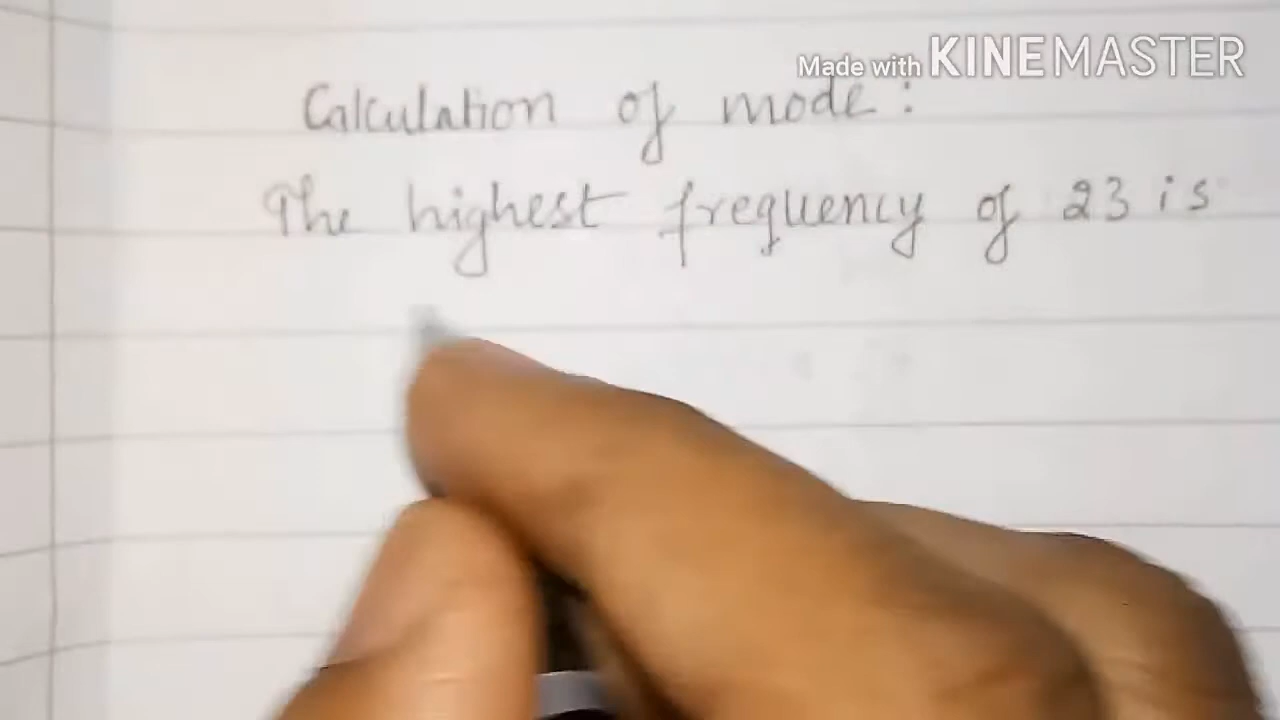 Made with KINEMASTER
Calculation of mode:
The highest frequency of 23 is